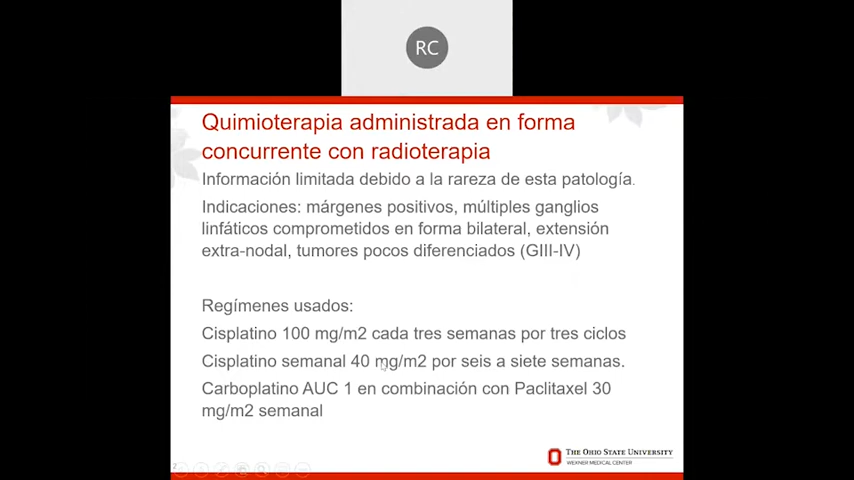 RC
Quimioterapia administrada en forma
concurrente con radioterapia
Información limitada debido a la rareza de esta patología.
Indicaciones: márgenes positivos, múltiples ganglios
linfáticos comprometidos en forma bilateral, extensión
extra-nodal, tumores pocos diferenciados (GIII-IV)
Regímenes usados:
Cisplatino 100 mg/m2 cada tres semanas por tres ciclos
Cisplatino semanal 40 mg/m2 por seis a siete semanas.
Carboplatino AUC 1 en combinación con Paclitaxel 30
mg/m2 semanal
THE OHIO STATE UNIVERSITY
WEXNER MEDICAL CENTER